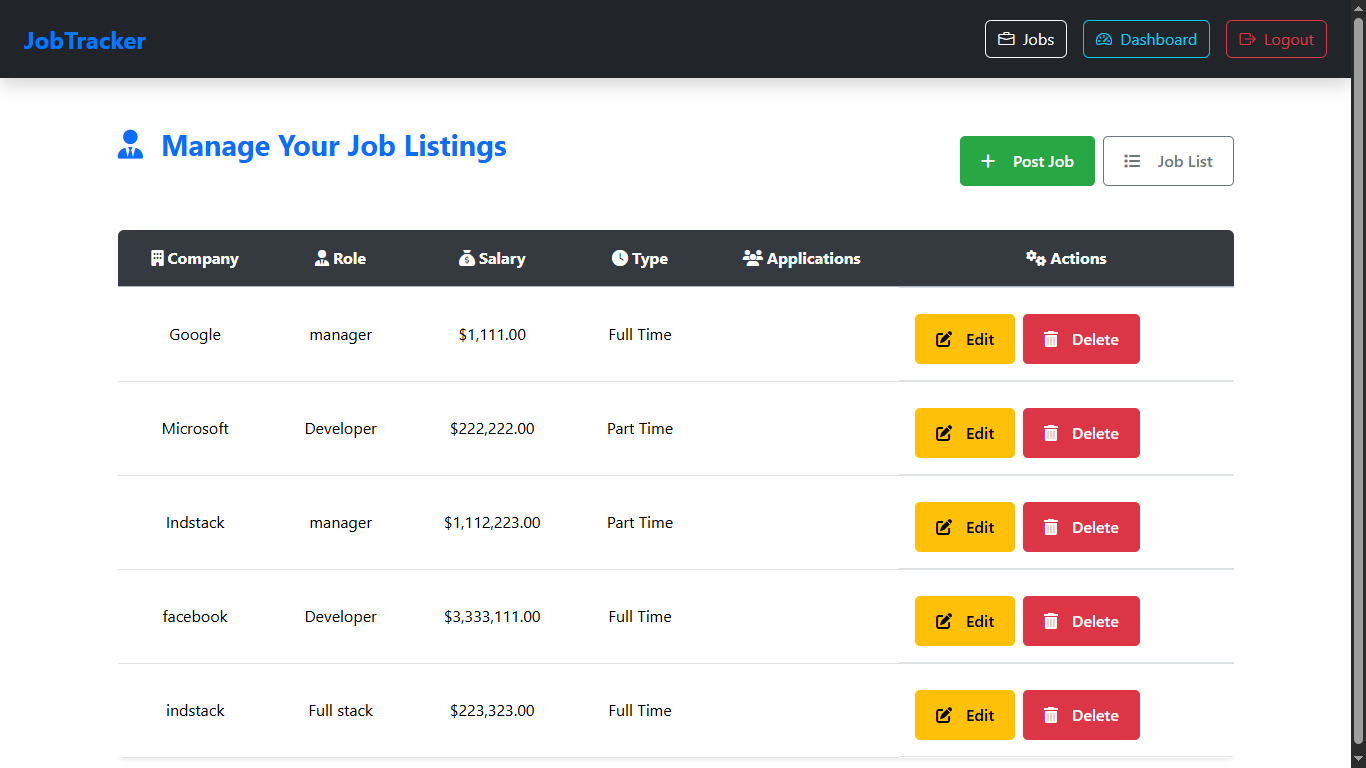 JobTracker Jobs Dashboard Logout
Manage Your Job Listings
Post Job Job List
Company Role Salary Type Applications Actions
Google manager $1,111.00 Full Time Edit Delete
Microsoft Developer $222,222.00 Part Time Edit Delete
Indstack manager $1,112,223.00 Part Time Edit Delete
facebook Developer $3,333,111.00 Full Time Edit Delete
indstack Full stack $223,323.00 Full Time Edit Delete